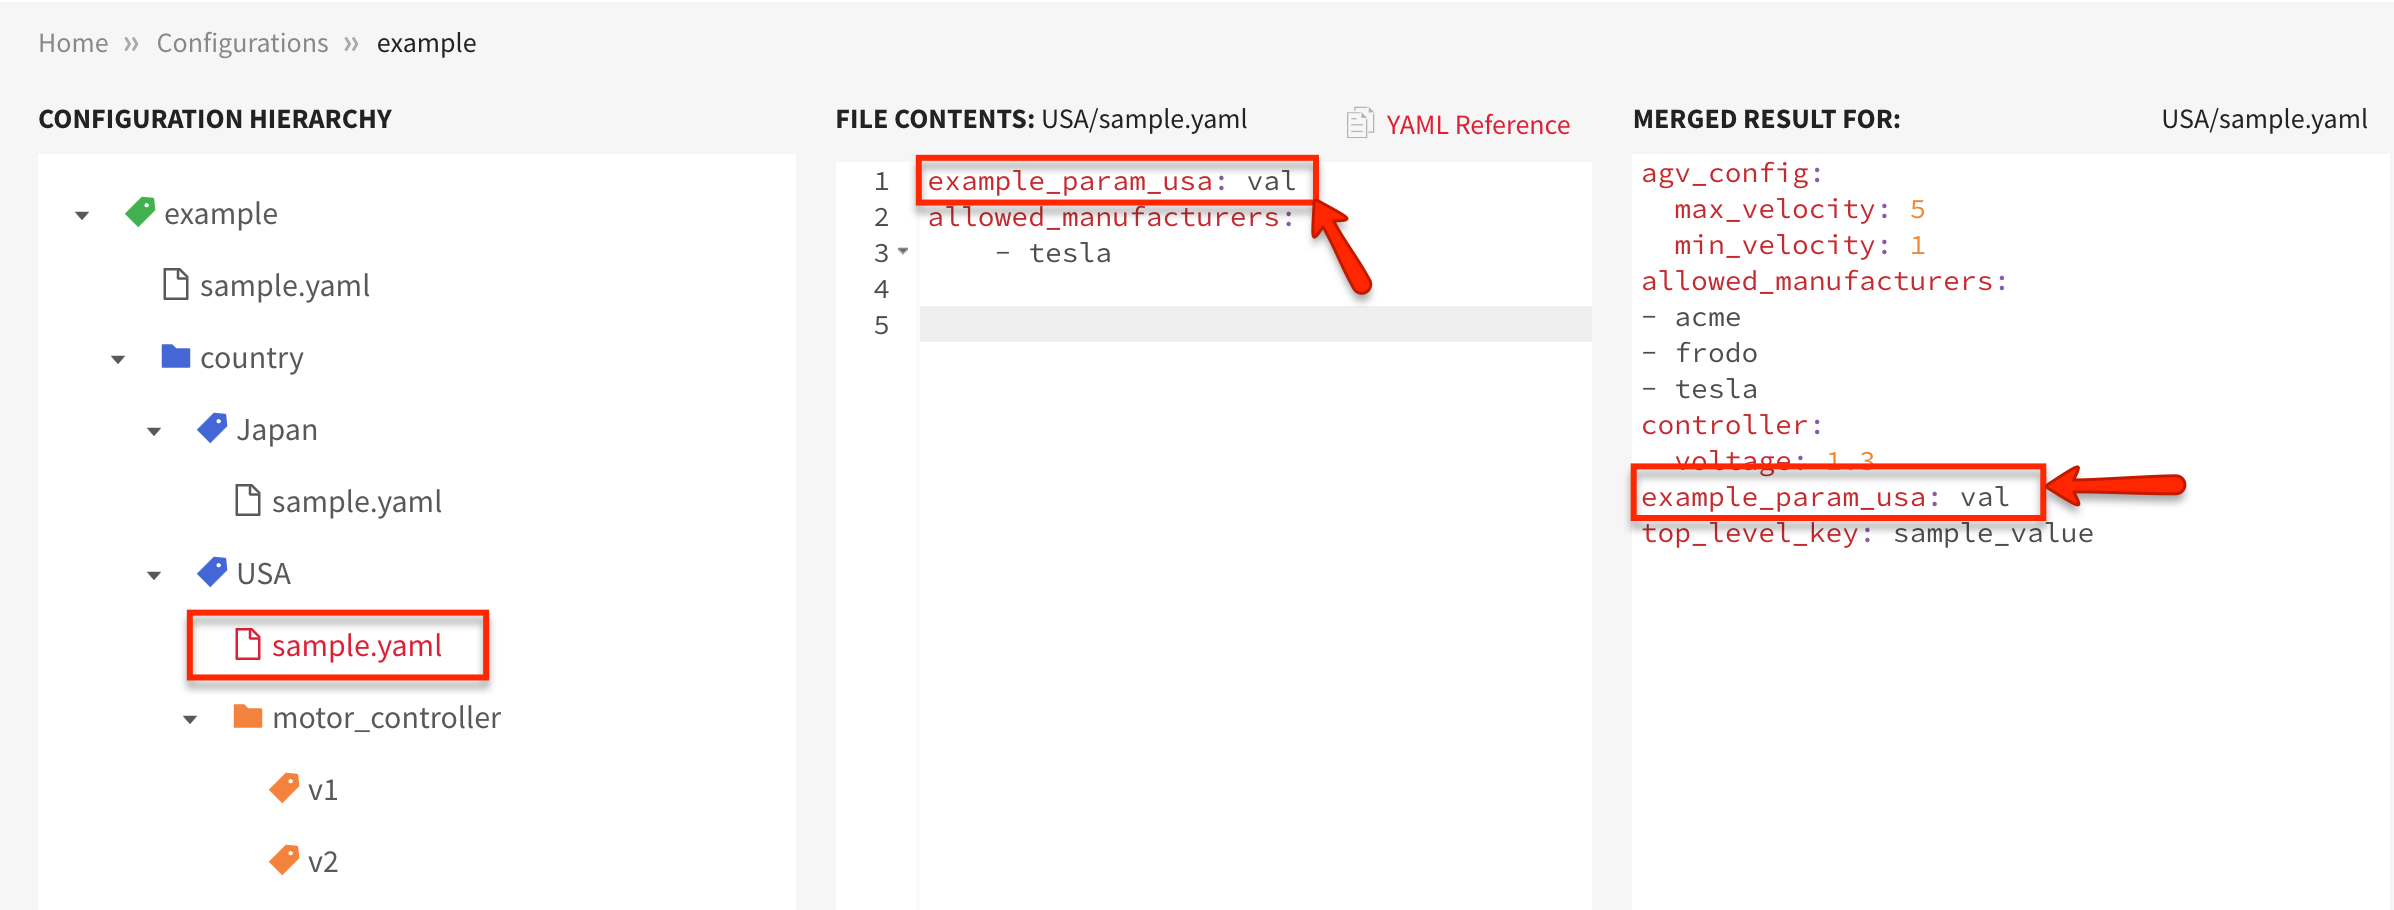 Home » Configurations » example
CONFIGURATION HIERARCHY
example
sample.yaml
country
Japan
sample.yaml
USA
sample.yaml
motor_controller
v1
v2
FILE CONTENTS: USA/sample.yaml
YAML Reference
1 example_param_usa: val
2 allowed_manufacturers:
3 - tesla
4
5
MERGED RESULT FOR: USA/sample.yaml
agv_config:
max_velocity: 5
min_velocity: 1
allowed_manufacturers:
- acme
- frodo
- tesla
controller:
voltage: 1.3
example_param_usa: val
top_level_key: sample_value